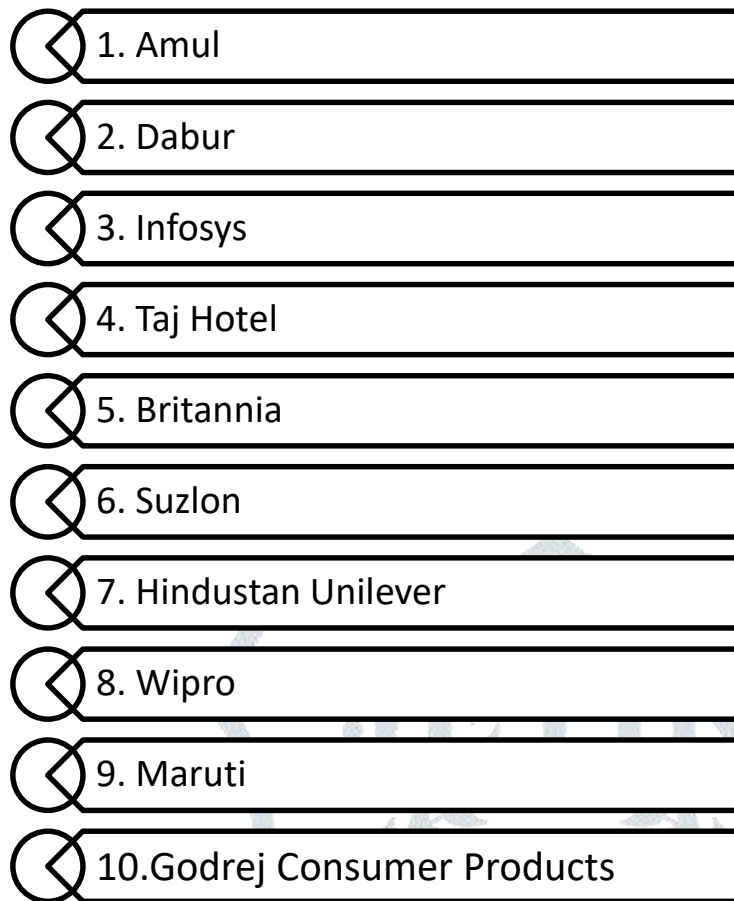 1. Amul
2. Dabur
3. Infosys
4. Taj Hotel
5. Britannia
6. Suzlon
7. Hindustan Unilever
8. Wipro
9. Maruti
10.Godrej Consumer Products